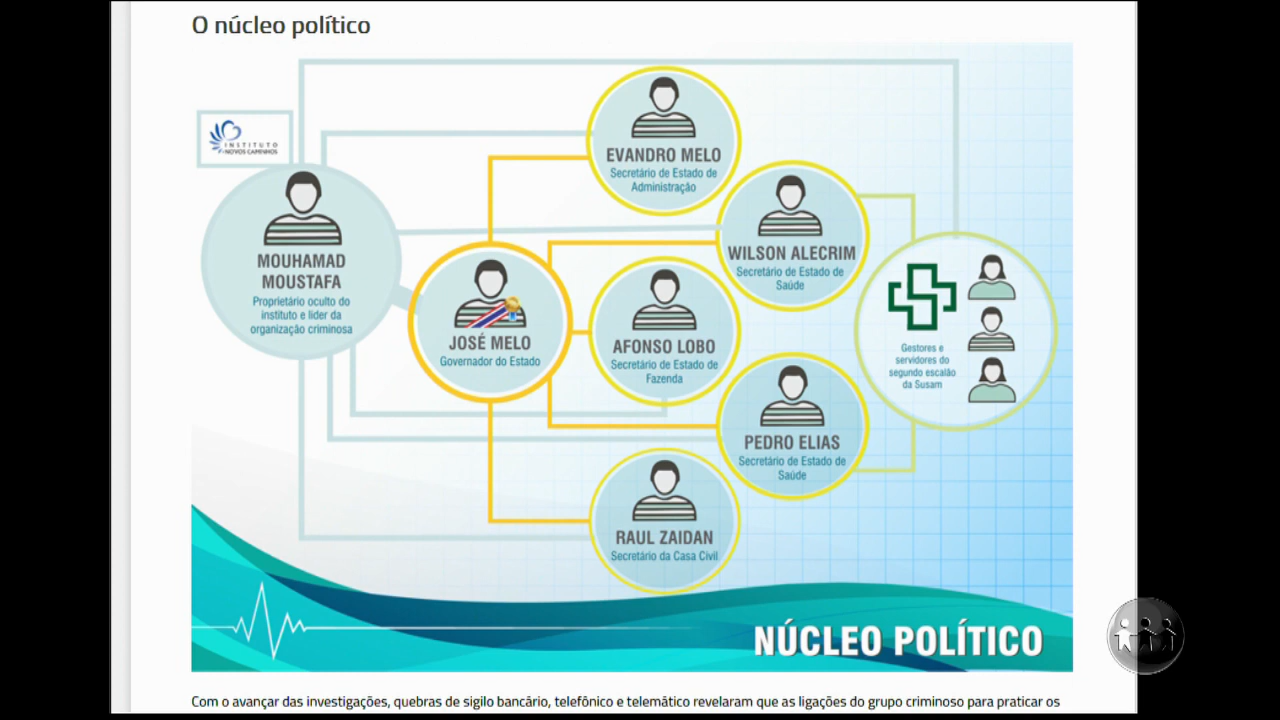 O núcleo político
INSTITUTO
NOVOS CAMINHOS
EVANDRO MELO
Secretário de Estado de
Administração
MOUHAMAD
MOUSTAFA
Proprietário oculto do
instituto e lider da
organização criminosa
WILSON ALECRIM
Secretário de Estado de
Saúde
JOSÉ MELO
Governador do Estado
AFONSO LOBO
Secretário de Estado de
Fazenda
Gestores e
servidores do
segundo escalão
da Susam
PEDRO ELIAS
Secretário de Estado de
Saúde
RAUL ZAIDAN
Secretário da Casa Civil
NÚCLEO POLÍTICO
Com o avançar das investigações, quebras de sigilo bancário, telefônico e telemático revelaram que as ligações do grupo criminoso para praticar os